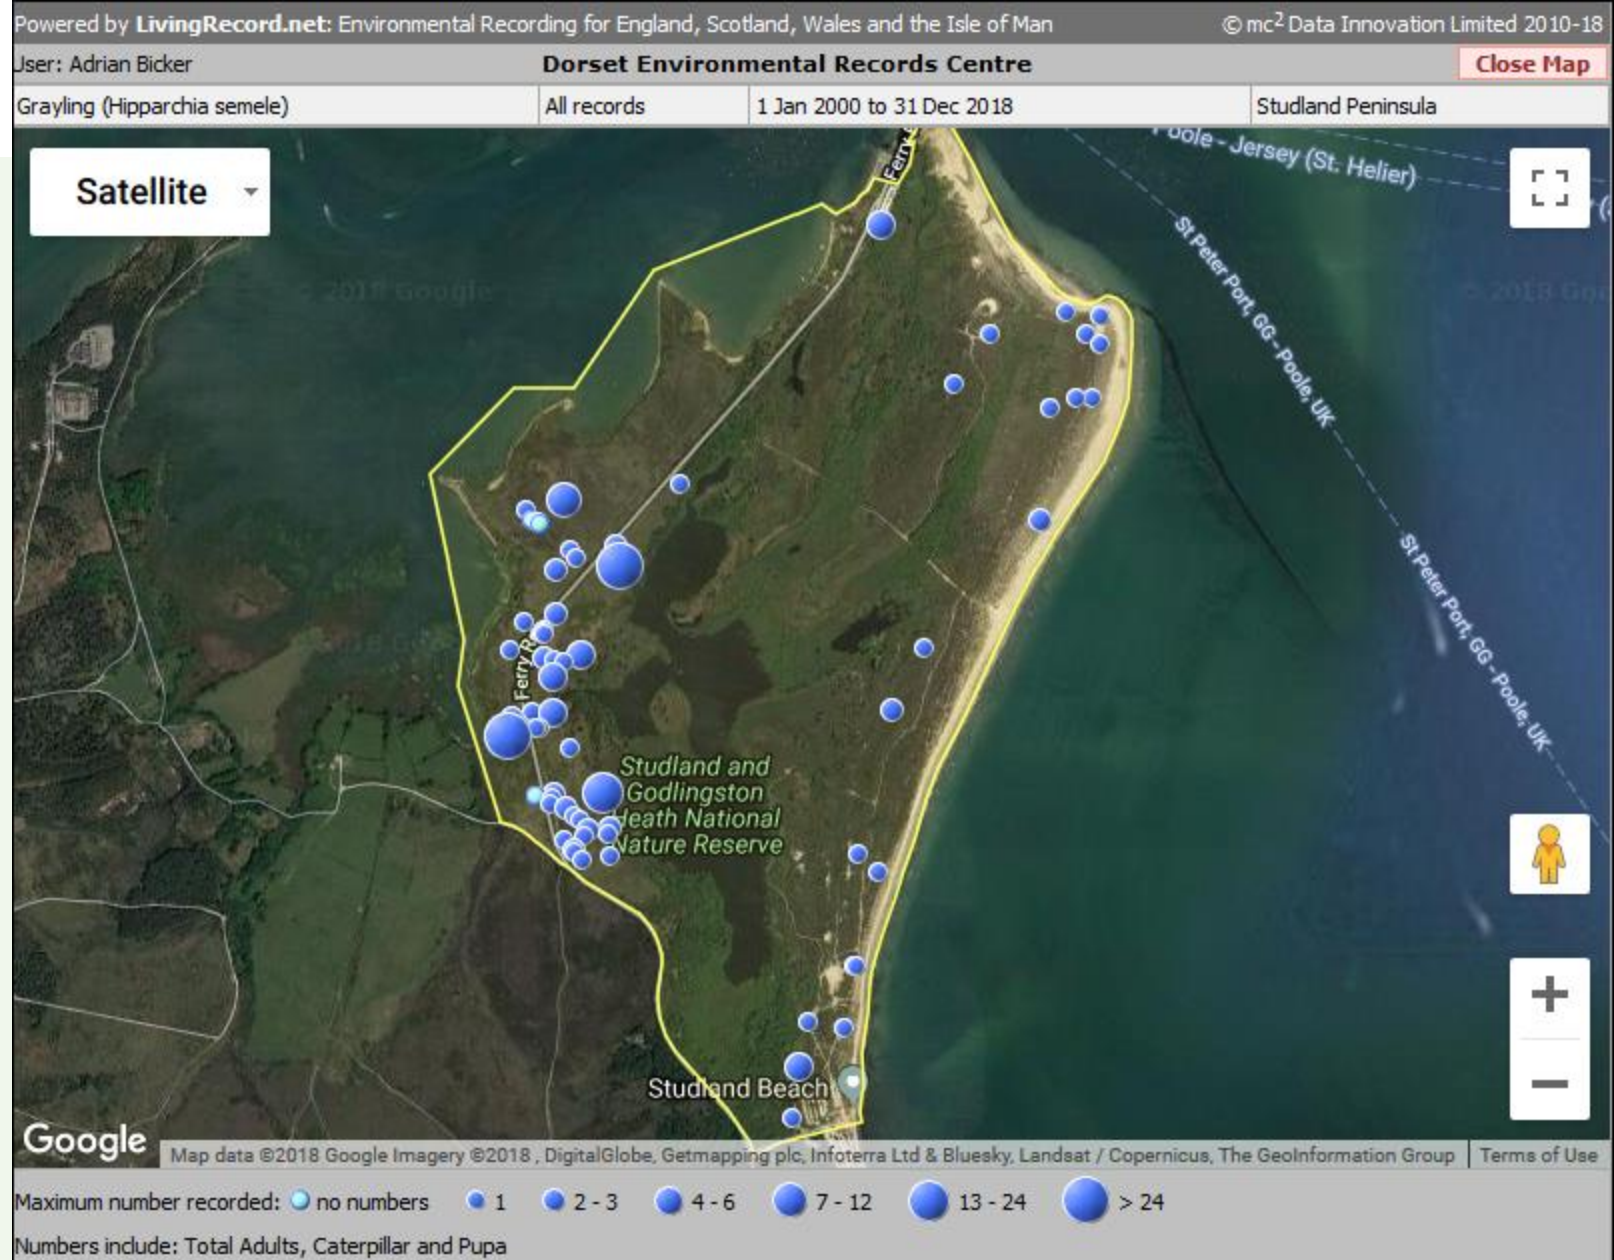 Powered by LivingRecord.net: Environmental Recording for England, Scotland, Wales and the Isle of Man © mc2 Data Innovation Limited 2010-18
User: Adrian Bicker Dorset Environmental Records Centre Close Map
Grayling (Hipparchia semele) All records 1 Jan 2000 to 31 Dec 2018 Studland Peninsula
Poole - Jersey (St. Helier)
Satellite
Ferry
St Peter Port, GG - Poole, UK
© 2018 Google
St Peter Port, GG - Poole, UK
Ferry
Studland and
Godlingston
Heath National
Nature Reserve
Studland Beach
Google Map data ©2018 Google Imagery ©2018 , DigitalGlobe, Getmapping plc, Infoterra Ltd & Bluesky, Landsat / Copernicus, The GeoInformation Group Terms of Use
Maximum number recorded: no numbers 1 2 - 3 4 - 6 7 - 12 13 - 24 > 24
Numbers include: Total Adults, Caterpillar and Pupa